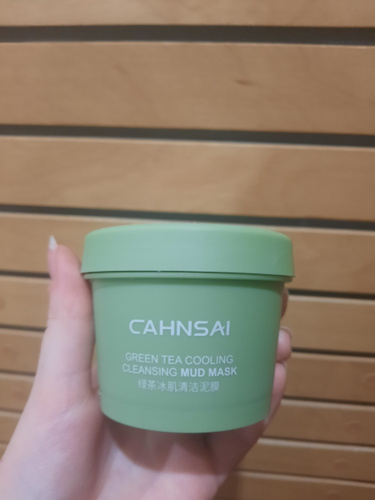 CAHNSAI
GREEN TEA COOLING
CLEANSING MUD MASK
绿茶冰肌清洁泥膜